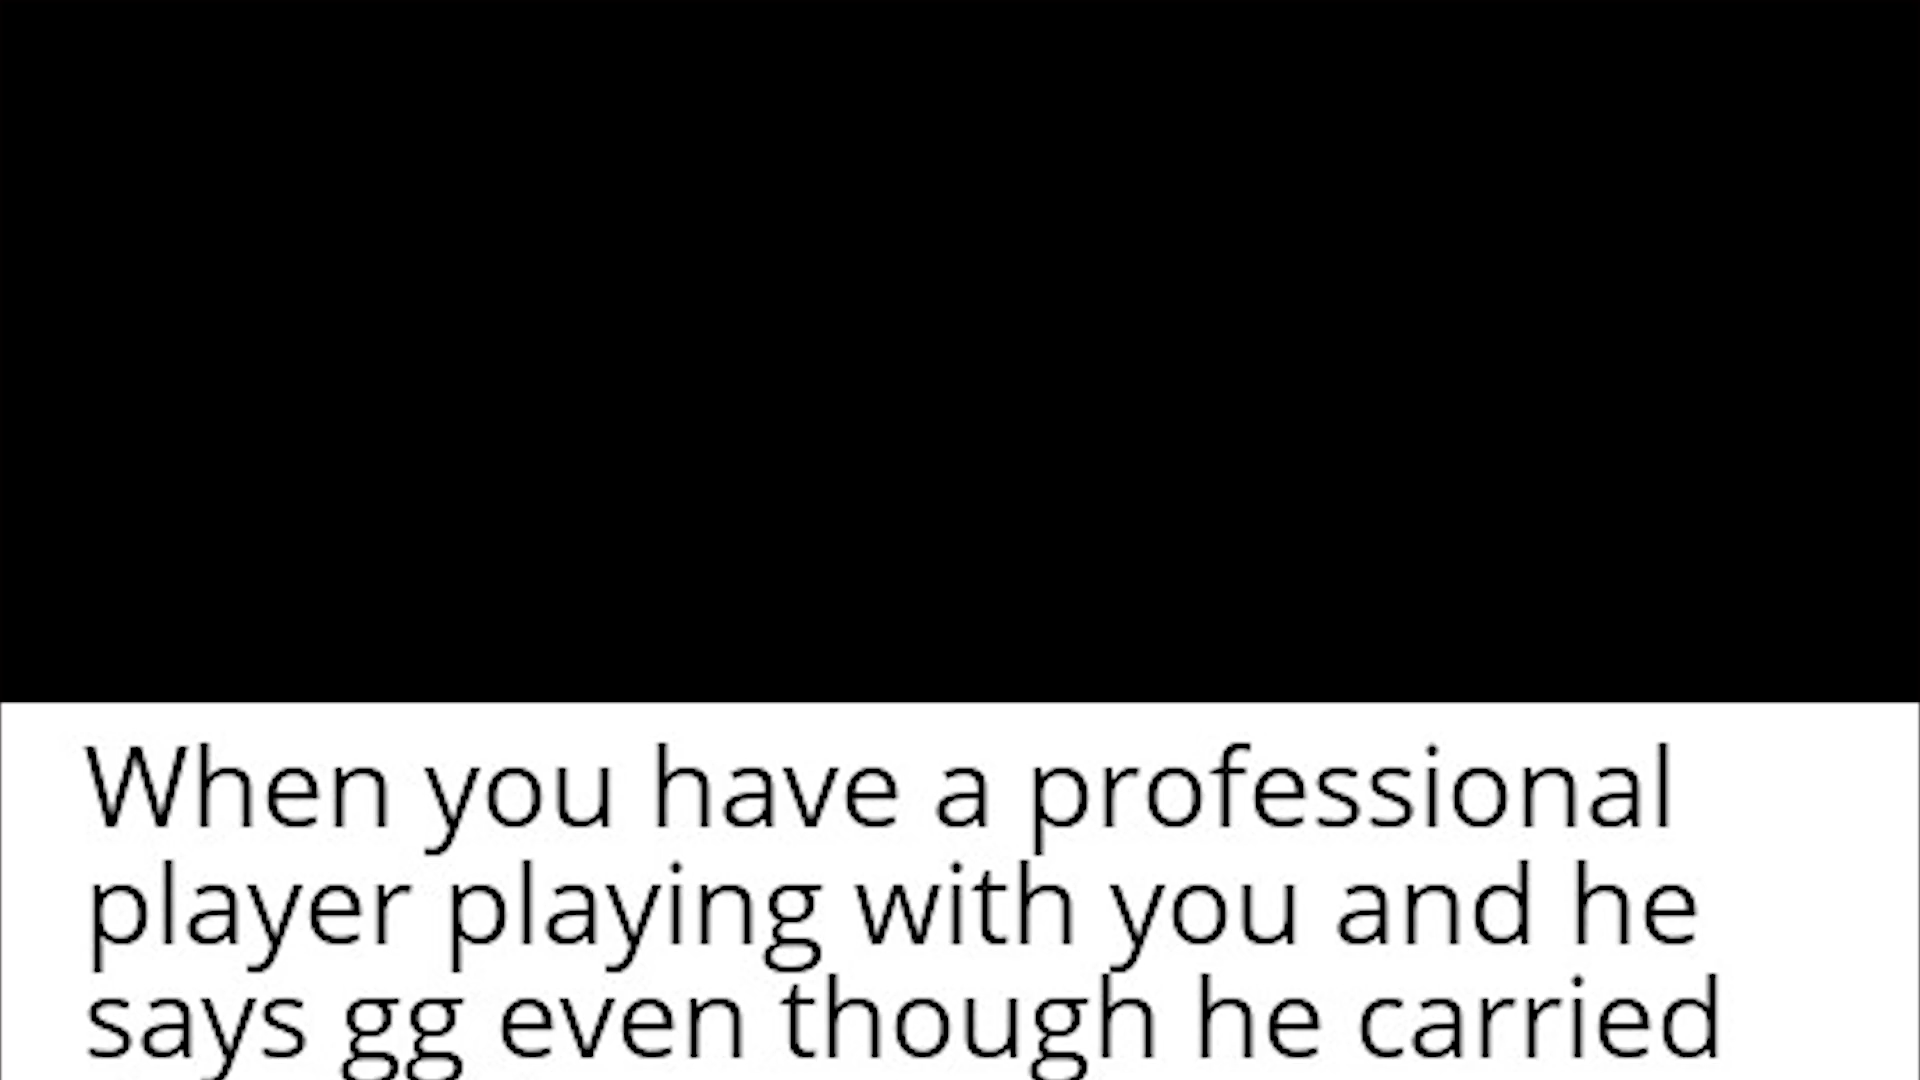 When you have a professional
player playing with you and he
says gg even though he carried